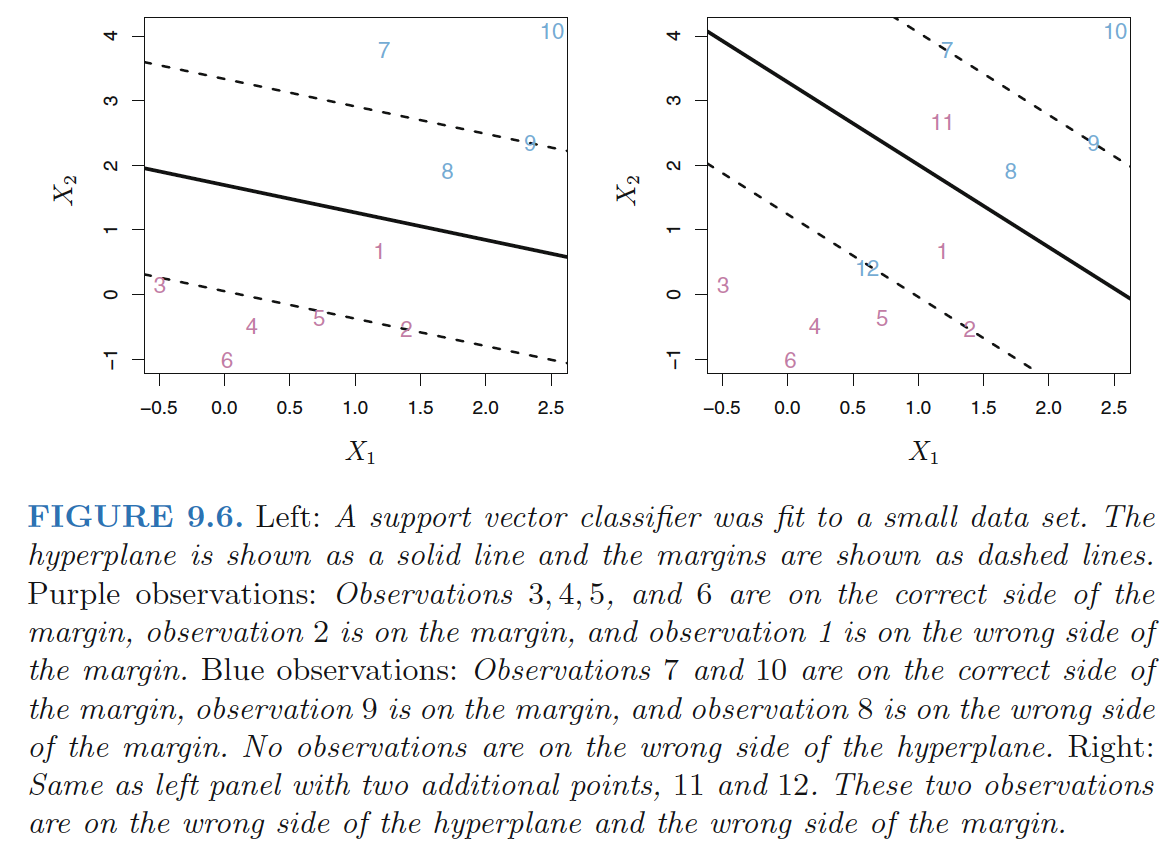 4
3
2
1
0
−1
X2
7
10
9
8
1
3
4
5
2
6
−0.5 0.0 0.5 1.0 1.5 2.0 2.5
X1
4
3
2
1
0
−1
X2
7
10
11
9
8
1
12
3
4
5
2
6
−0.5 0.0 0.5 1.0 1.5 2.0 2.5
X1
FIGURE 9.6. Left: A support vector classifier was fit to a small data set. The
hyperplane is shown as a solid line and the margins are shown as dashed lines.
Purple observations: Observations 3, 4, 5, and 6 are on the correct side of the
margin, observation 2 is on the margin, and observation 1 is on the wrong side of
the margin. Blue observations: Observations 7 and 10 are on the correct side of
the margin, observation 9 is on the margin, and observation 8 is on the wrong side
of the margin. No observations are on the wrong side of the hyperplane. Right:
Same as left panel with two additional points, 11 and 12. These two observations
are on the wrong side of the hyperplane and the wrong side of the margin.